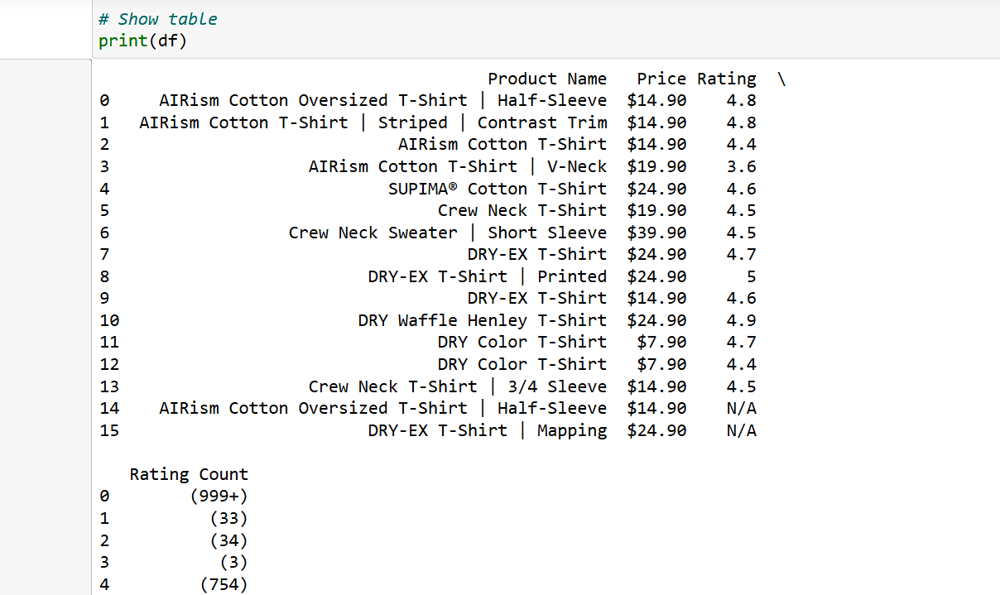 # Show table
print(df)
Product Name Price Rating \
0 AIRism Cotton Oversized T-Shirt | Half-Sleeve $14.90 4.8
1 AIRism Cotton T-Shirt | Striped | Contrast Trim $14.90 4.8
2 AIRism Cotton T-Shirt $14.90 4.4
3 AIRism Cotton T-Shirt | V-Neck $19.90 3.6
4 SUPIMA® Cotton T-Shirt $24.90 4.6
5 Crew Neck T-Shirt $19.90 4.5
6 Crew Neck Sweater | Short Sleeve $39.90 4.5
7 DRY-EX T-Shirt $24.90 4.7
8 DRY-EX T-Shirt | Printed $24.90 5
9 DRY-EX T-Shirt $14.90 4.6
10 DRY Waffle Henley T-Shirt $24.90 4.9
11 DRY Color T-Shirt $7.90 4.7
12 DRY Color T-Shirt $7.90 4.4
13 Crew Neck T-Shirt | 3/4 Sleeve $14.90 4.5
14 AIRism Cotton Oversized T-Shirt | Half-Sleeve $14.90 N/A
15 DRY-EX T-Shirt | Mapping $24.90 N/A
Rating Count
0 (999+)
1 (33)
2 (34)
3 (3)
4 (754)